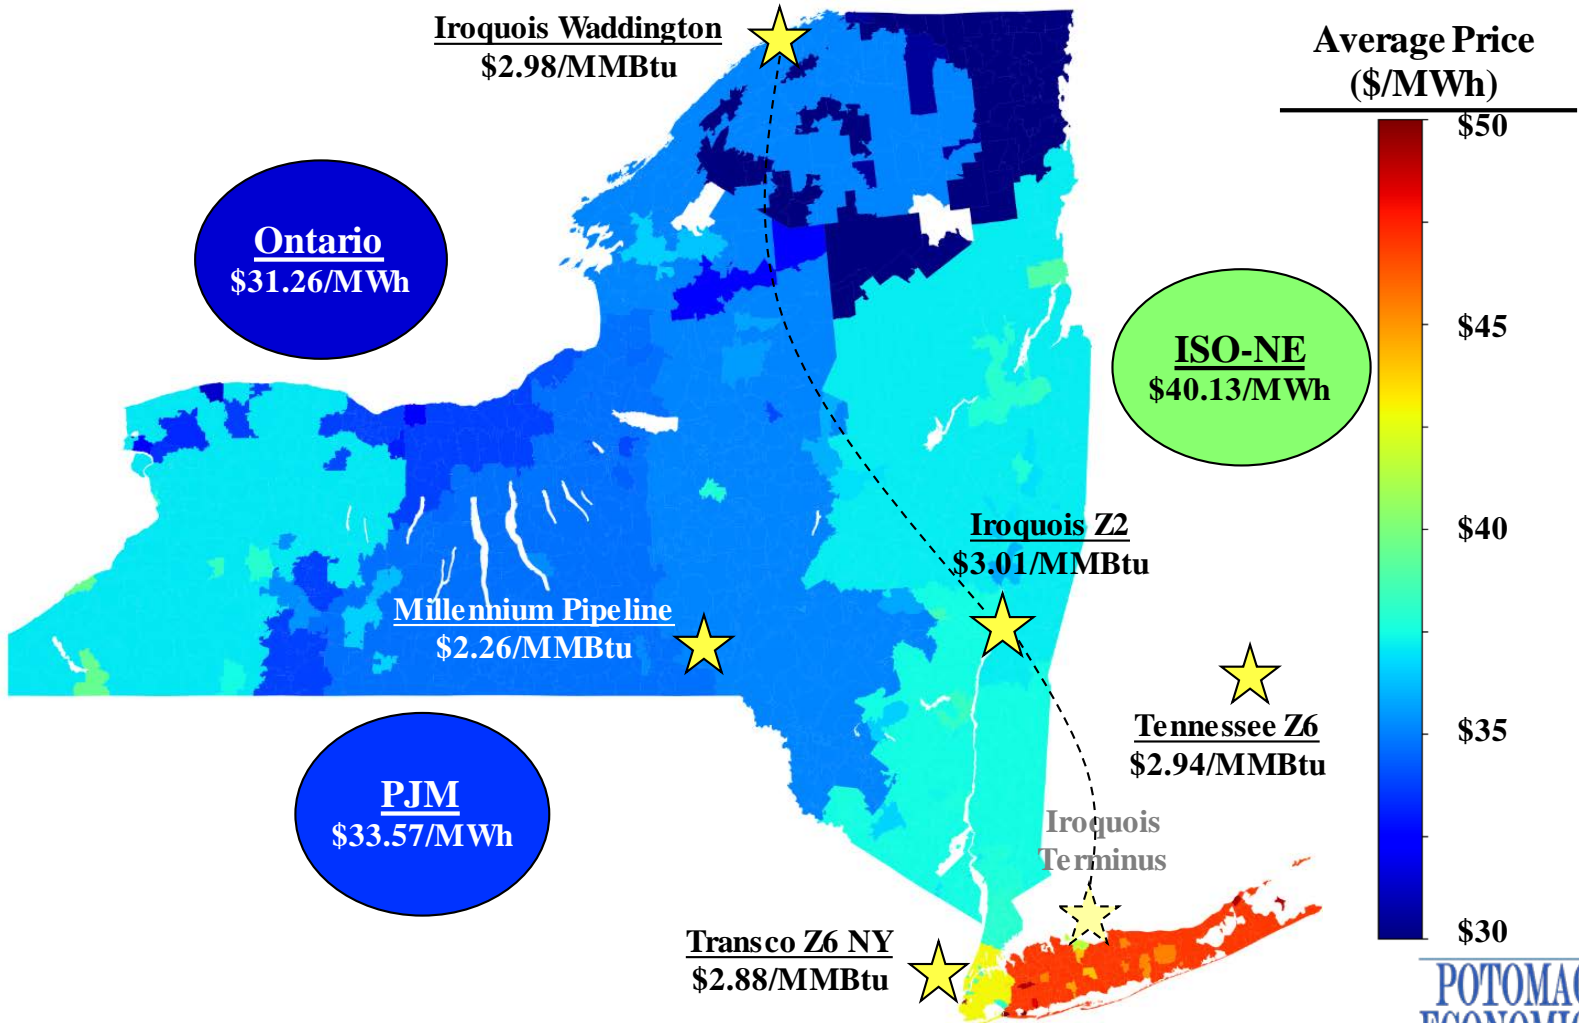 Iroquois Waddington
$2.98/MMBtu
Average Price
($/MWh)
$50
Ontario
$31.26/MWh
$45
ISO-NE
$40.13/MWh
Iroquois Z2
$3.01/MMBtu
$40
Millennium Pipeline
$2.26/MMBtu
Tennessee Z6
$2.94/MMBtu
$35
PJM
$33.57/MWh
Iroquois
Terminus
Transco Z6 NY
$2.88/MMBtu
$30
POTOMAC